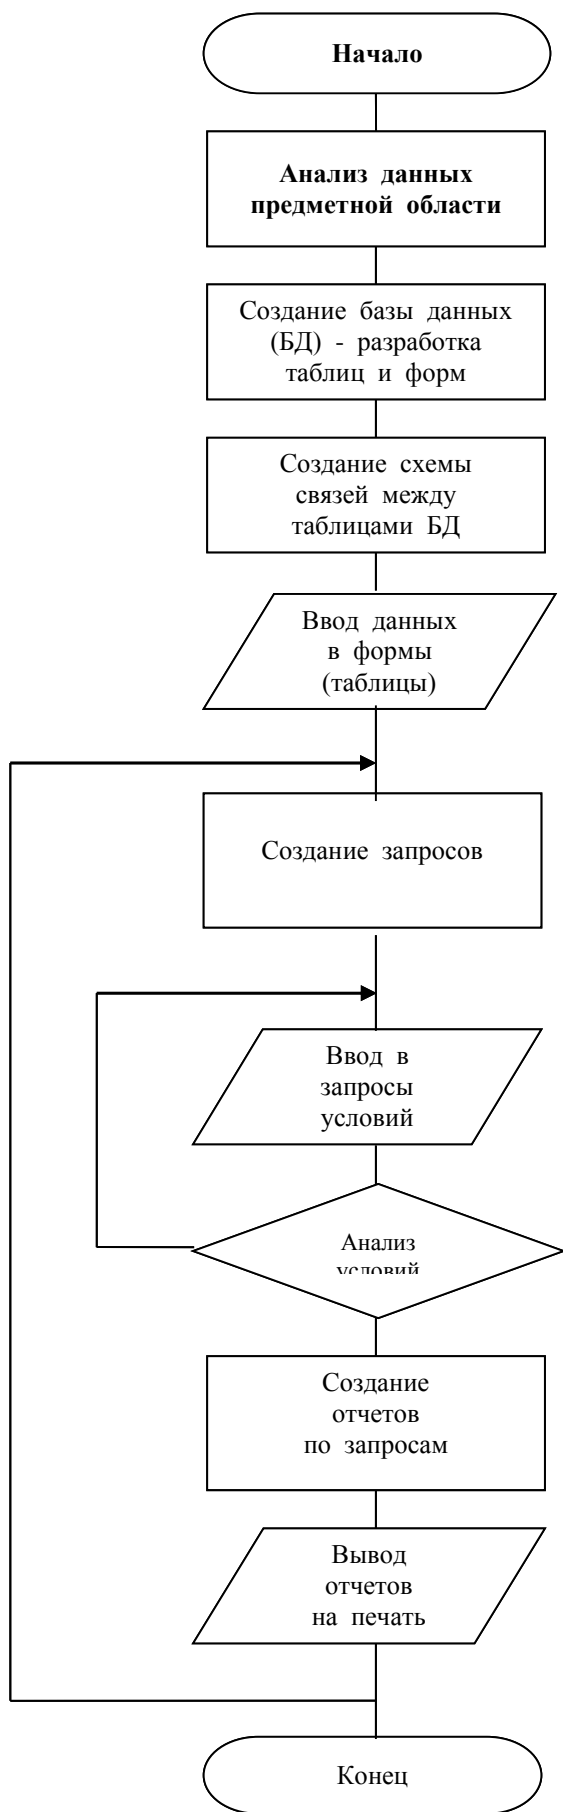 Начало
Анализ данных
предметной области
Создание базы данных
(БД) - разработка
таблиц и форм
Создание схемы
связей между
таблицами БД
Ввод данных
в формы
(таблицы)
Создание запросов
Ввод в
запросы
условий
Анализ
условий
Создание
отчетов
по запросам
Вывод
отчетов
на печать
Конец